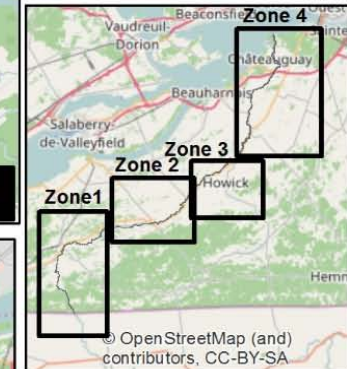 Beaconsfie
Zone 4
Vaudreuil-
Dorion
Châteauguay
Beauharnois
Salaberry-
de-Valleyfield
Zone 3
Zone 2
Howick
Zone1
Hemm
© OpenStreetMap (and)
contributors, CC-BY-SA